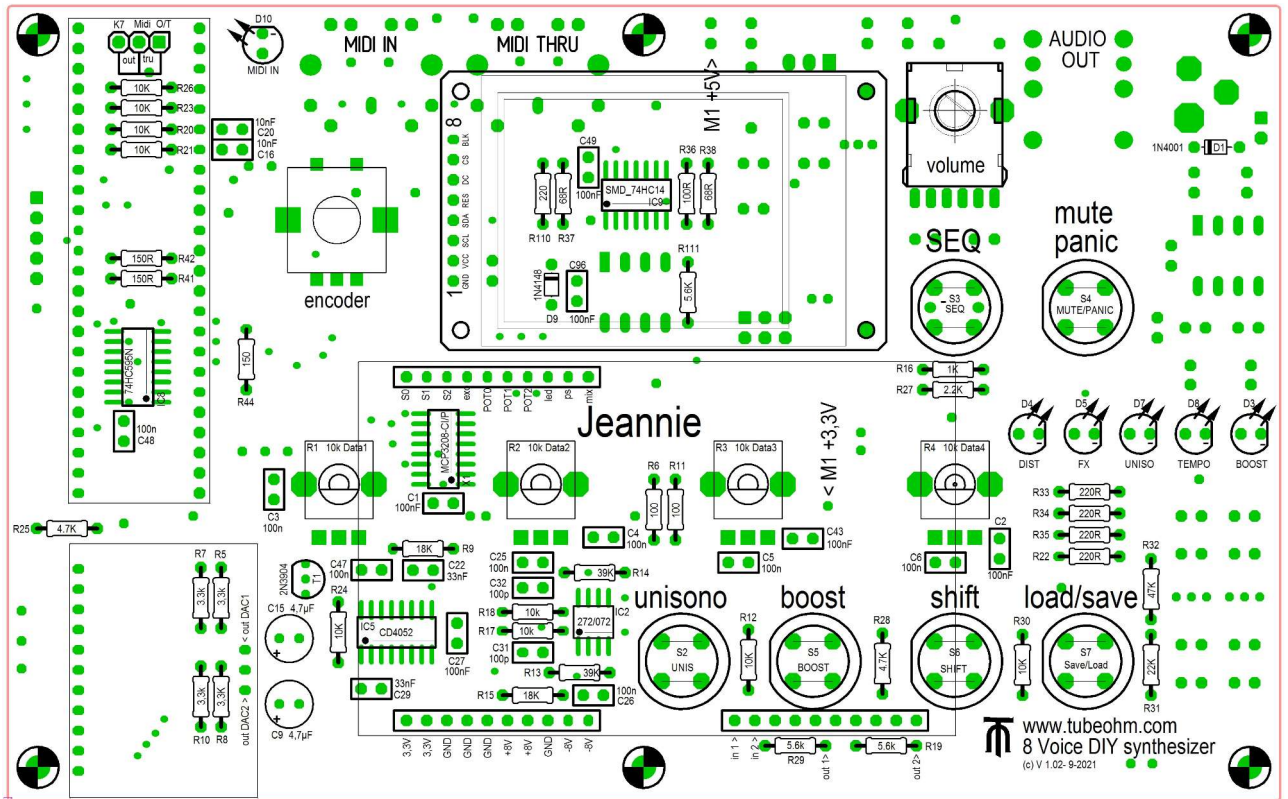 K7 Midi O/T
out tru
D10
MIDI IN
MIDI IN
MIDI THRU
AUDIO
OUT
10K R26
10K R23
10K R20
10K R21
10nF
C20
10nF
C16
8
M1 +5V>
BLK
CS
DC
RES
SDA
SCL
VCC
GND
1
C49
100nF
220
R110
68R
R37
SMD_74HC14
IC9
R36
100R
R38
68R
volume
1N4001 D1
encoder
150R R42
150R R41
1N4148
D9
C96
100nF
R111
5.6K
SEQ
S3
SEQ
mute
panic
S4
MUTE/PANIC
74HC595N
IC8
100n
C48
150
R44
R16 1K
R27 2.2K
S0
S1
S2
exo
POT0
POT1
POT2
led
ps
mix
Jeannie
< M1 +3,3V
D4
DIST
D5
FX
D7
UNISO
D8
TEMPO
D3
BOOST
R1 10k Data1
MCP3208-CI/P
X1
R2 10k Data2
R3 10k Data3
R4 10k Data4
C1
100nF
R6
100
R11
100
C3
100n
R25 4.7K
R33 220R
R34 220R
R35 220R
R22 220R
C4
100n
C43
100nF
C2
100nF
18K R9
C5
100n
C6
100n
R7
3.3k
R5
3.3K
2N3904
T1
C47
100n
C22
33nF
C25
100n
C32
100p
39K R14
R32
47K
C15 4,7µF
R24
10K
IC5
CD4052
C27
100nF
R18 10k
R17 10k
C31
100p
IC2
272/072
< out DAC1
out DAC2 >
unisono
S2
UNIS
R12
10K
boost
S5
BOOST
R28
4.7K
shift
S6
SHIFT
R30
10K
load/save
S7
Save/Load
22K
R31
3,3k
R10
3.3K
R8
C9 4,7µF
33nF
C29
R13 39K
R15 18K
100n
C26
3,3V
3,3V
GND
GND
GND
+8V
+8V
GND
-8V
-8V
in 1 >
in 2 >
5.6k
R29
out 1>
5.6k R19
out 2>
www.tubeohm.com
8 Voice DIY synthesizer
(c) V 1.02- 9-2021